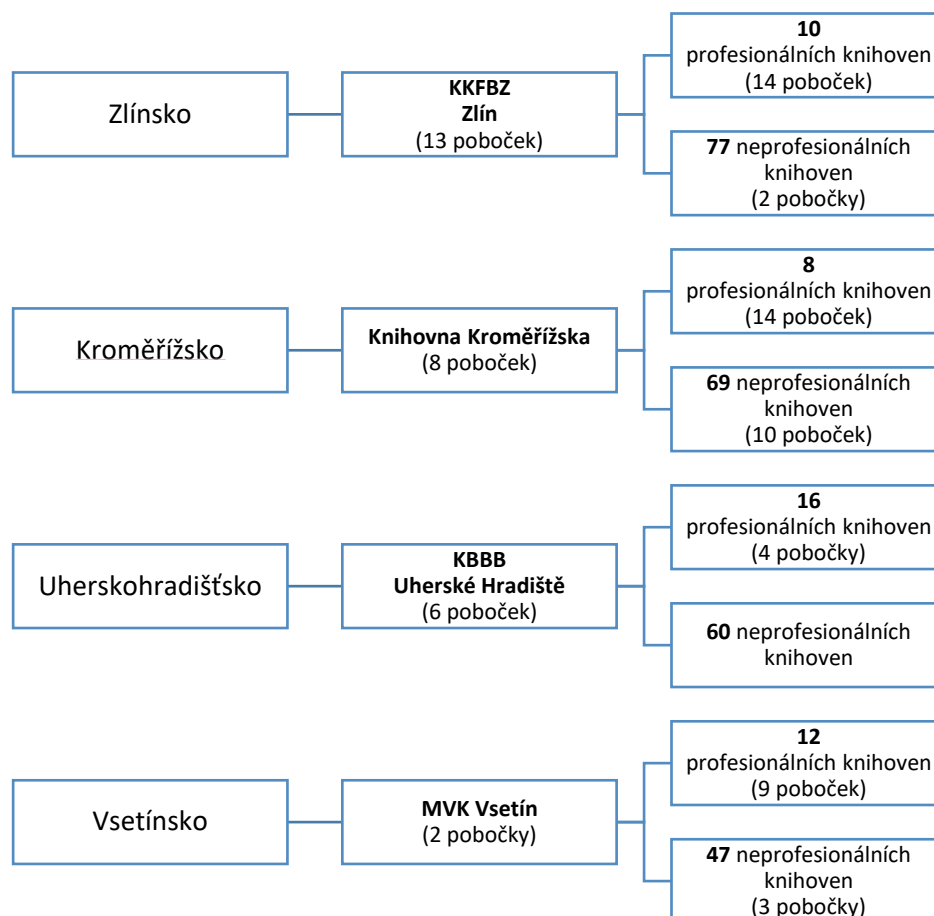 Zlínsko
KKFBZ
Zlín
(13 poboček)
10
profesionálních knihoven
(14 poboček)
77 neprofesionálních
knihoven
(2 pobočky)
Kroměřížsko
Knihovna Kroměřížska
(8 poboček)
8
profesionálních knihoven
(14 poboček)
69 neprofesionálních
knihoven
(10 poboček)
Uherskohradišťsko
KBBB
Uherské Hradiště
(6 poboček)
16
profesionálních knihoven
(4 pobočky)
60 neprofesionálních
knihoven
Vsetínsko
MVK Vsetín
(2 pobočky)
12
profesionálních knihoven
(9 poboček)
47 neprofesionálních
knihoven
(3 pobočky)